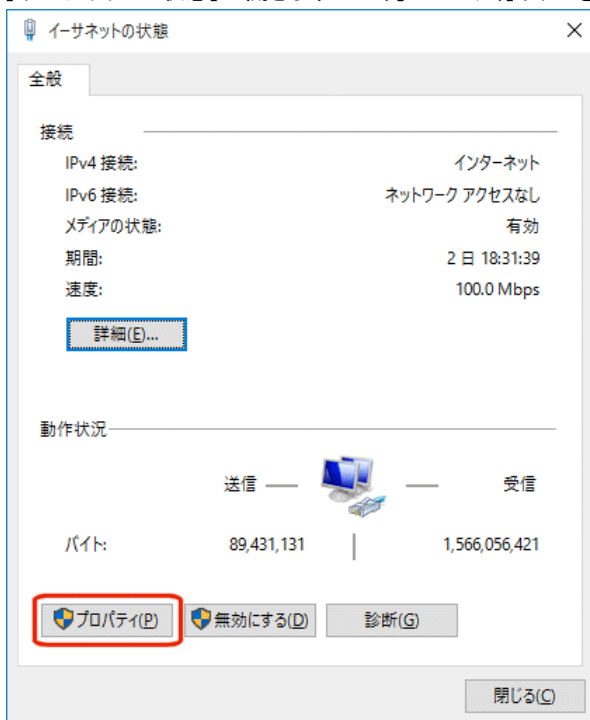 イーサネットの状態
全般
接続
IPv4 接続: インターネット
IPv6 接続: ネットワーク アクセスなし
メディアの状態: 有効
期間: 2 日 18:31:39
速度: 100.0 Mbps
詳細(E)...
動作状況
送信 — — 受信
バイト: 89,431,131 1,566,056,421
プロパティ(P) 無効にする(D) 診断(G)
閉じる(C)